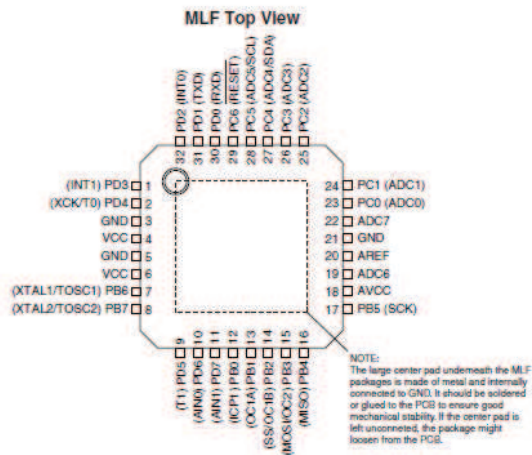 MLF Top View
PD2 (INT0)
PD1 (TXD)
PD0 (RXD)
PC6 (RESET)
PC5 (ADC5/SCL)
PC4 (ADC4/SDA)
PC3 (ADC3)
PC2 (ADC2)
32 31 30 29 28 27 26 25
(INT1) PD3 1
(XCK/T0) PD4 2
GND 3
VCC 4
GND 5
VCC 6
(XTAL1/TOSC1) PB6 7
(XTAL2/TOSC2) PB7 8
24 PC1 (ADC1)
23 PC0 (ADC0)
22 ADC7
21 GND
20 AREF
19 ADC6
18 AVCC
17 PB5 (SCK)
9 10 11 12 13 14 15 16
(T1) PD5
(AIN0) PD6
(AIN1) PD7
(ICP1) PB0
(OC1A) PB1
(SS/OC1B) PB2
(MOSI/OC2) PB3
(MISO) PB4
NOTE:
The large center pad underneath the MLF
packages is made of metal and internally
connected to GND. It should be soldered
or glued to the PCB to ensure good
mechanical stability. If the center pad is
left unconneted, the package might
loosen from the PCB.